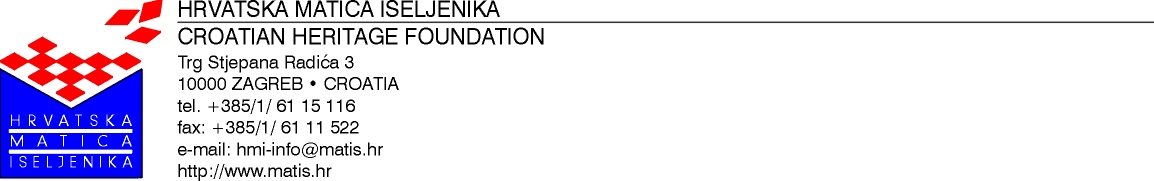 HRVATSKA MATICA ISELJENIKA
CROATIAN HERITAGE FOUNDATION
Trg Stjepana Radića 3
10000 ZAGREB • CROATIA
tel. +385/1/ 61 15 116
fax: +385/1/ 61 11 522
e-mail: hmi-info@matis.hr
http://www.matis.hr
HRVATSKA
MATICA
ISELJENIKA